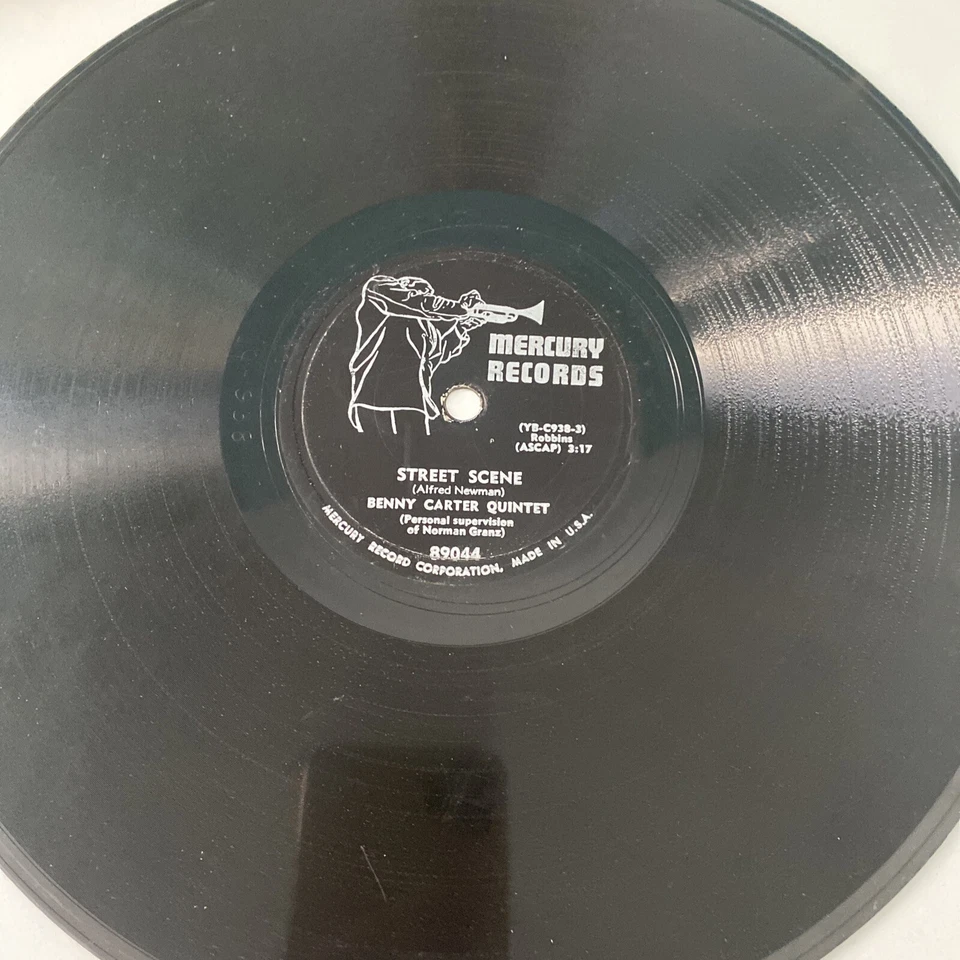 MERCURY
RECORDS
(YB-C938-3)
Robbins
(ASCAP) 3:17
STREET SCENE
(Alfred Newman)
BENNY CARTER QUINTET
(Personal supervision
of Norman Granz)
89044
MERCURY RECORD CORPORATION, MADE IN U.S.A.